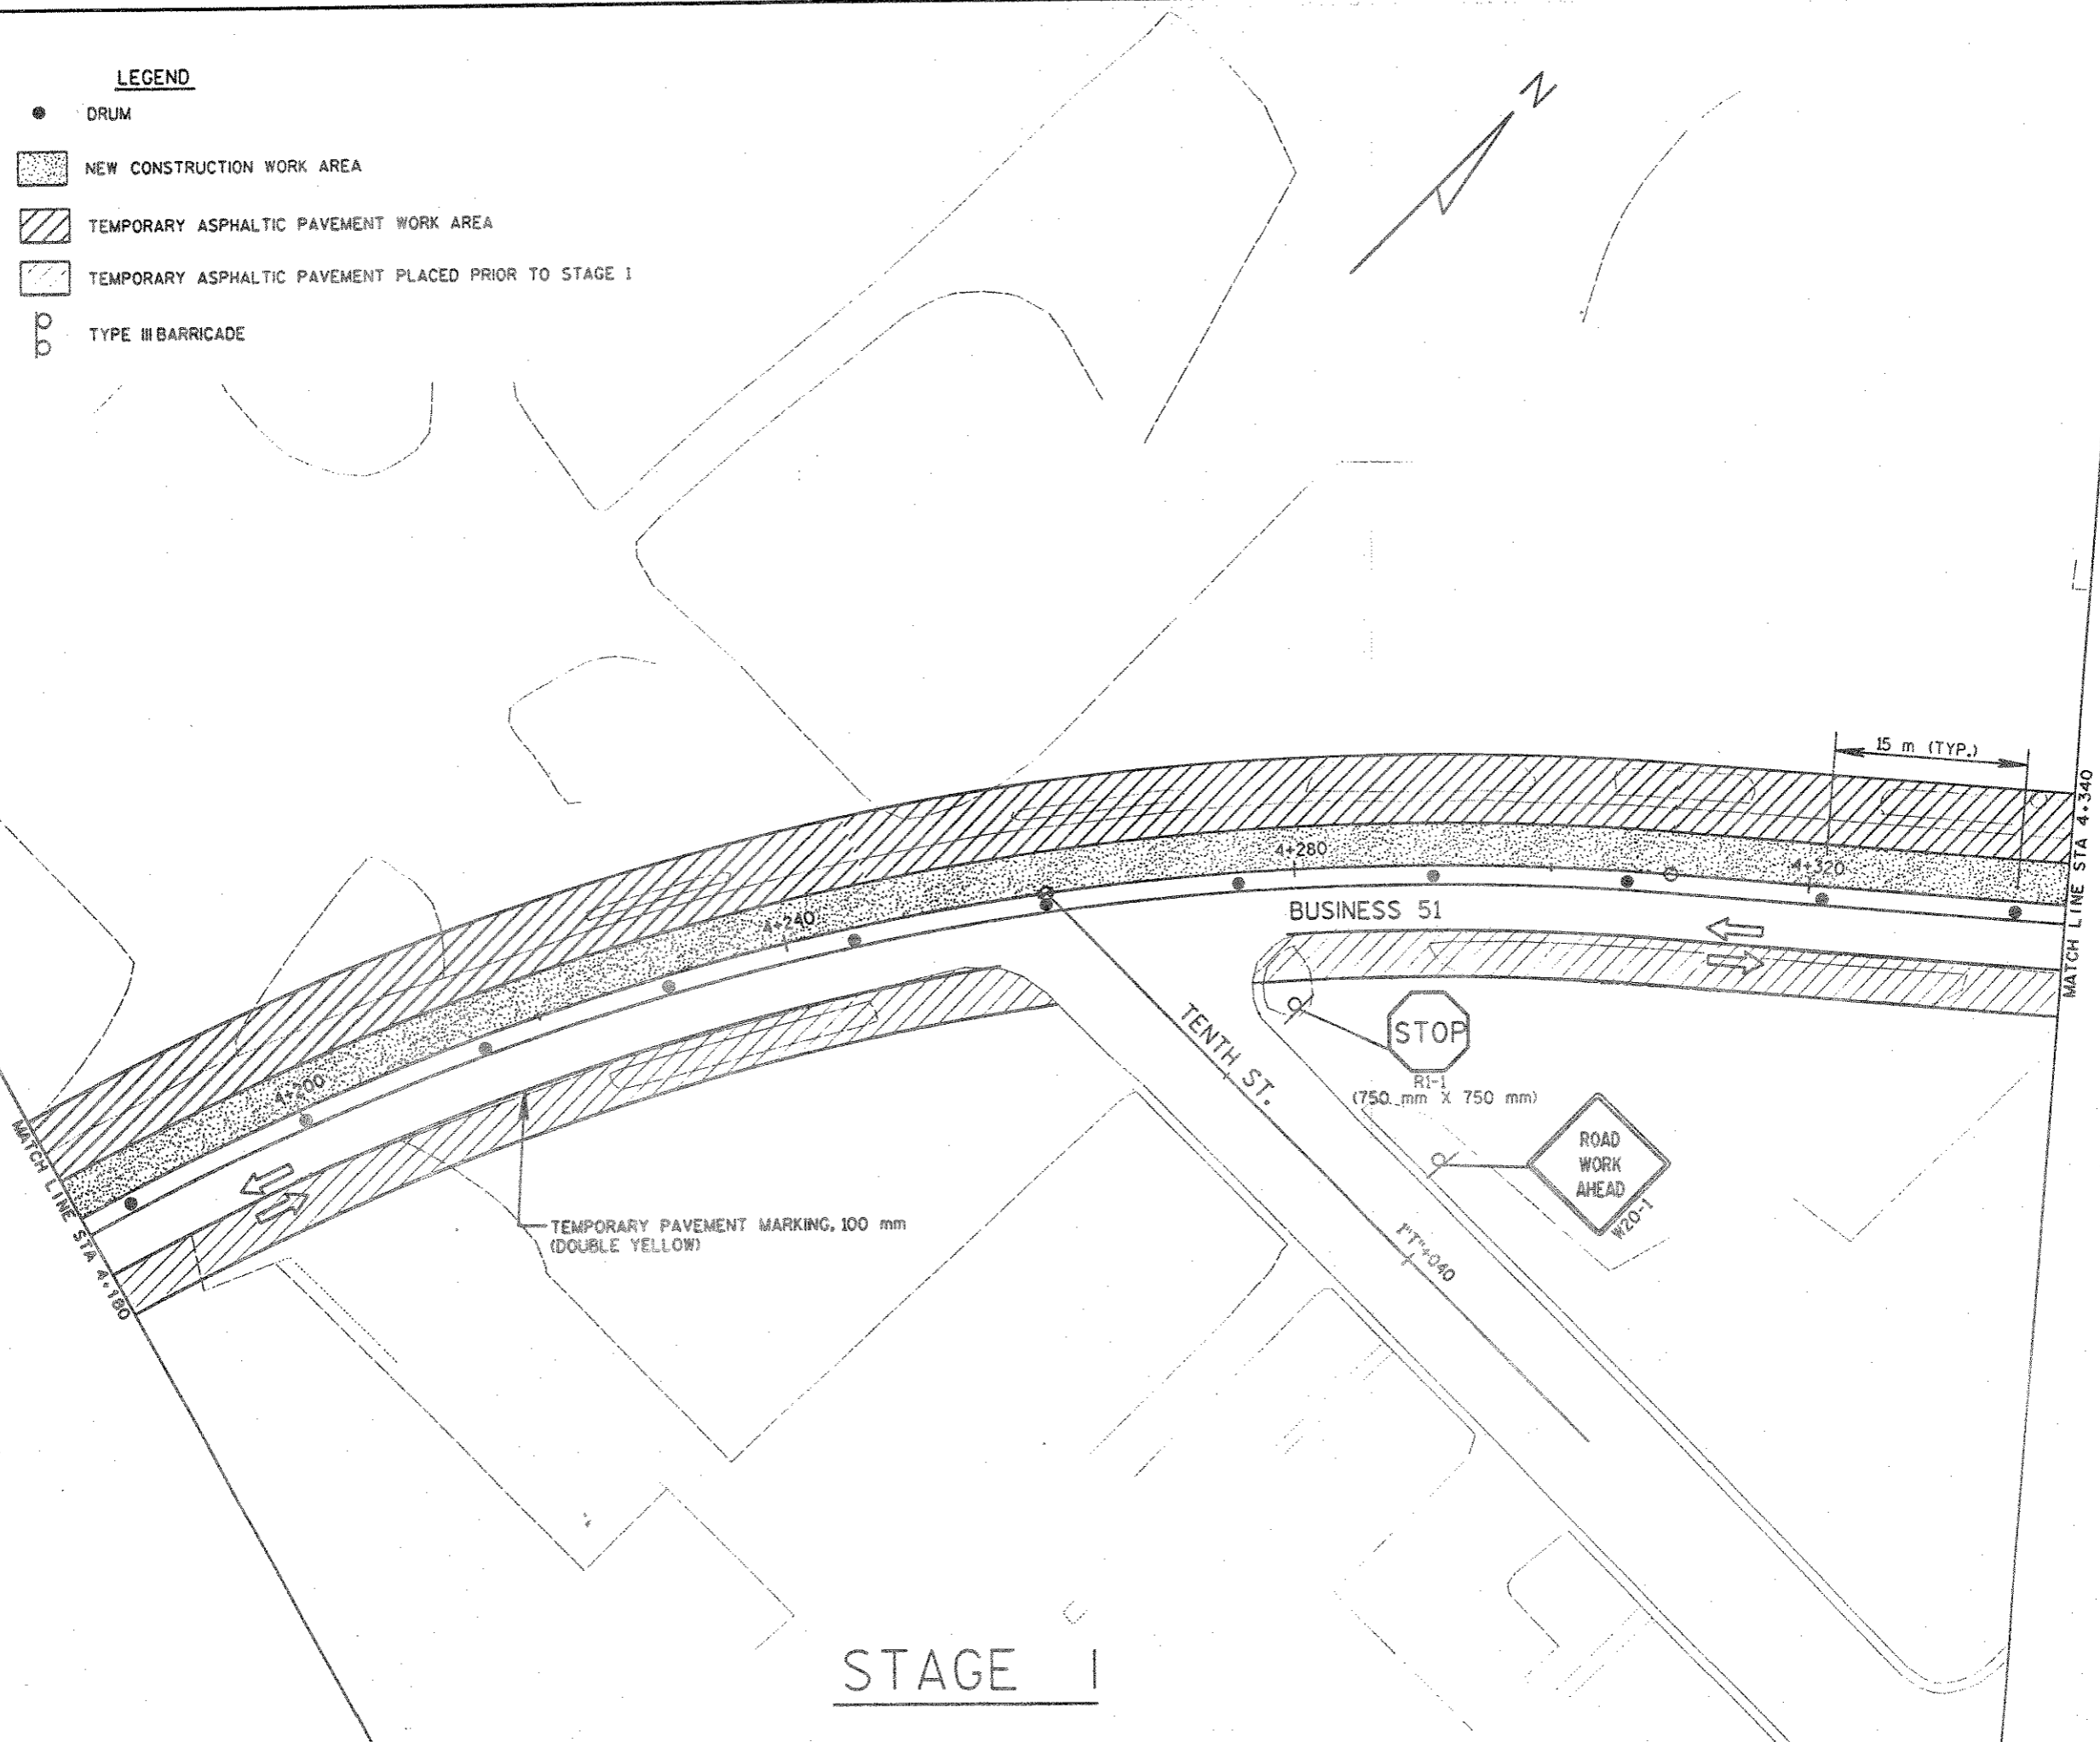 LEGEND
DRUM
NEW CONSTRUCTION WORK AREA
TEMPORARY ASPHALTIC PAVEMENT WORK AREA
TEMPORARY ASPHALTIC PAVEMENT PLACED PRIOR TO STAGE 1
TYPE III BARRICADE
N
15 m (TYP.)
MATCH LINE STA 4+340
4+280
4+320
BUSINESS 51
4+240
4+200
TENTH ST.
STOP
R1-1
(750 mm X 750 mm)
ROAD
WORK
AHEAD
W20-1
MATCH LINE STA 4+180
TEMPORARY PAVEMENT MARKING, 100 mm
(DOUBLE YELLOW)
STAGE 1